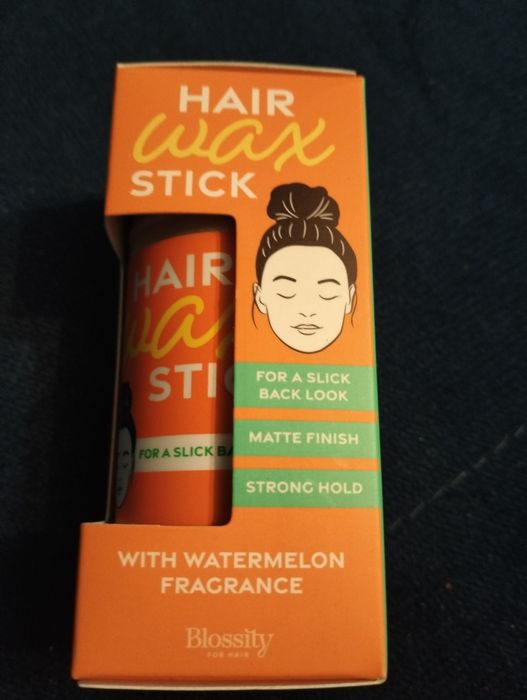 HAIR
wax
STICK
HAIR
wax
STIC
FOR A SLICK BA
FOR A SLICK
BACK LOOK
MATTE FINISH
STRONG HOLD
WITH WATERMELON
FRAGRANCE
Blossity
FOR HAIR